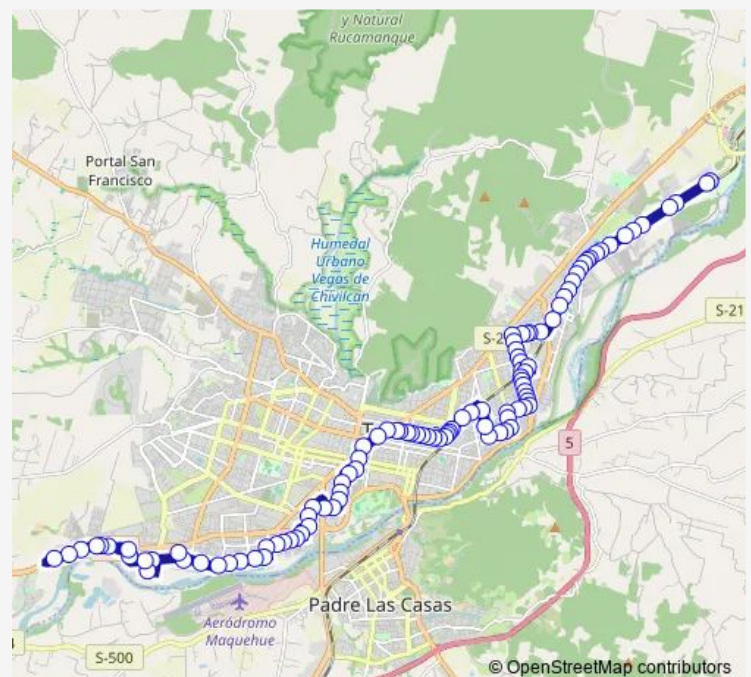 y Natural
Rucamanque
Portal San
Francisco
Humedal
Urbano
Vegas de
Chivilcan
S-21
5
Padre Las Casas
Aeródromo
Maquehue
S-500
© OpenStreetMap contributors